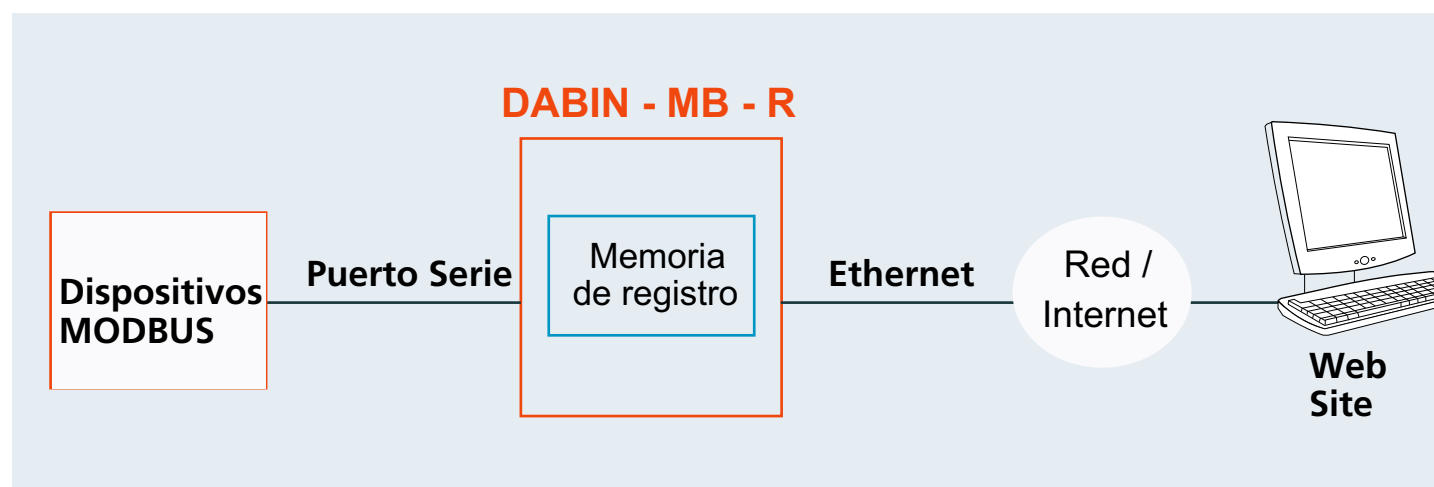 DABIN - MB - R
Dispositivos
MODBUS
Puerto Serie
Memoria
de registro
Ethernet
Red /
Internet
Web
Site